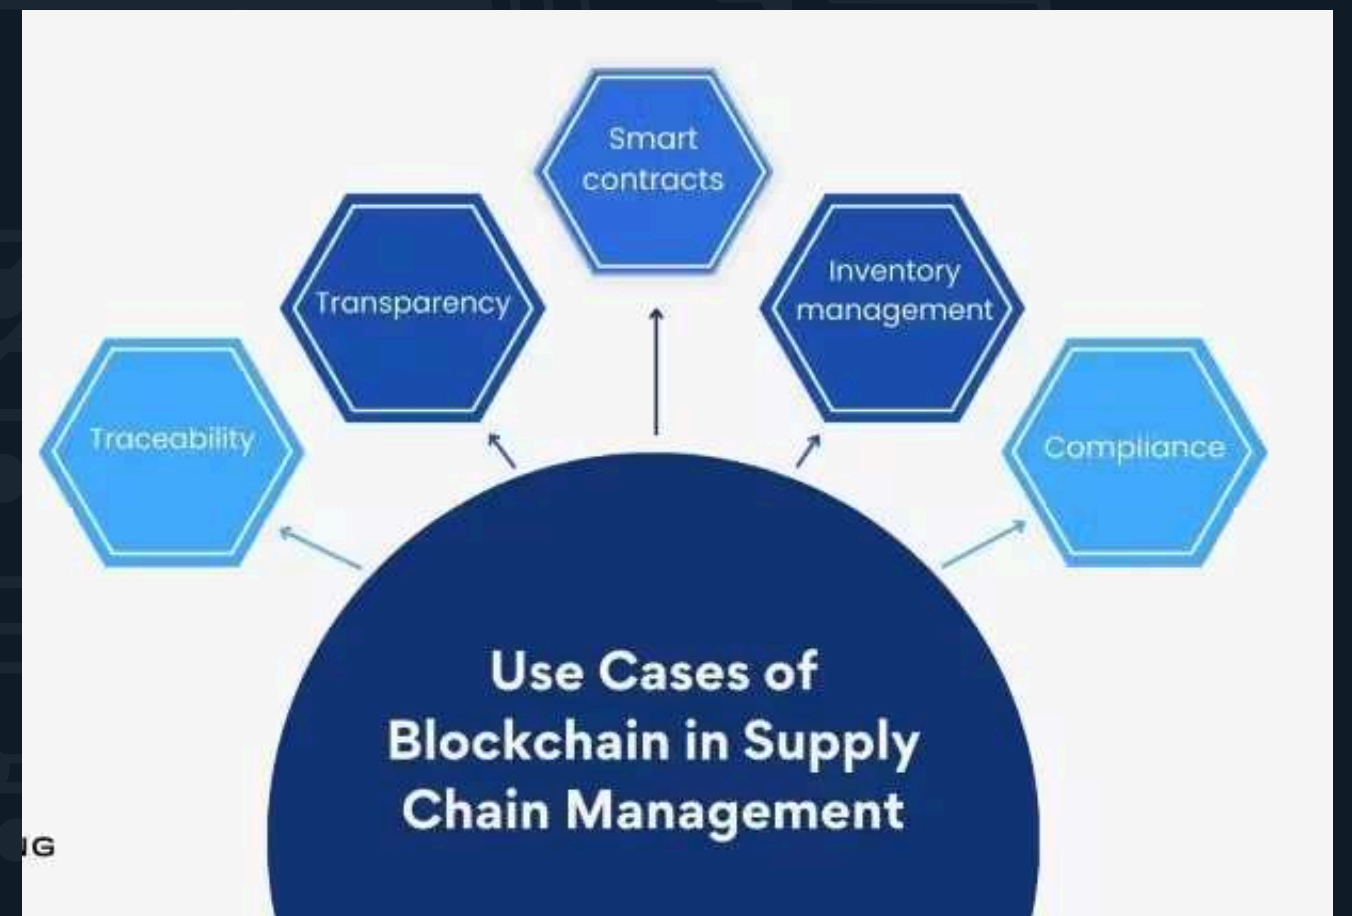 Smart
contracts
Transparency
Inventory
management
Traceability
Compliance
Use Cases of
Blockchain in Supply
Chain Management